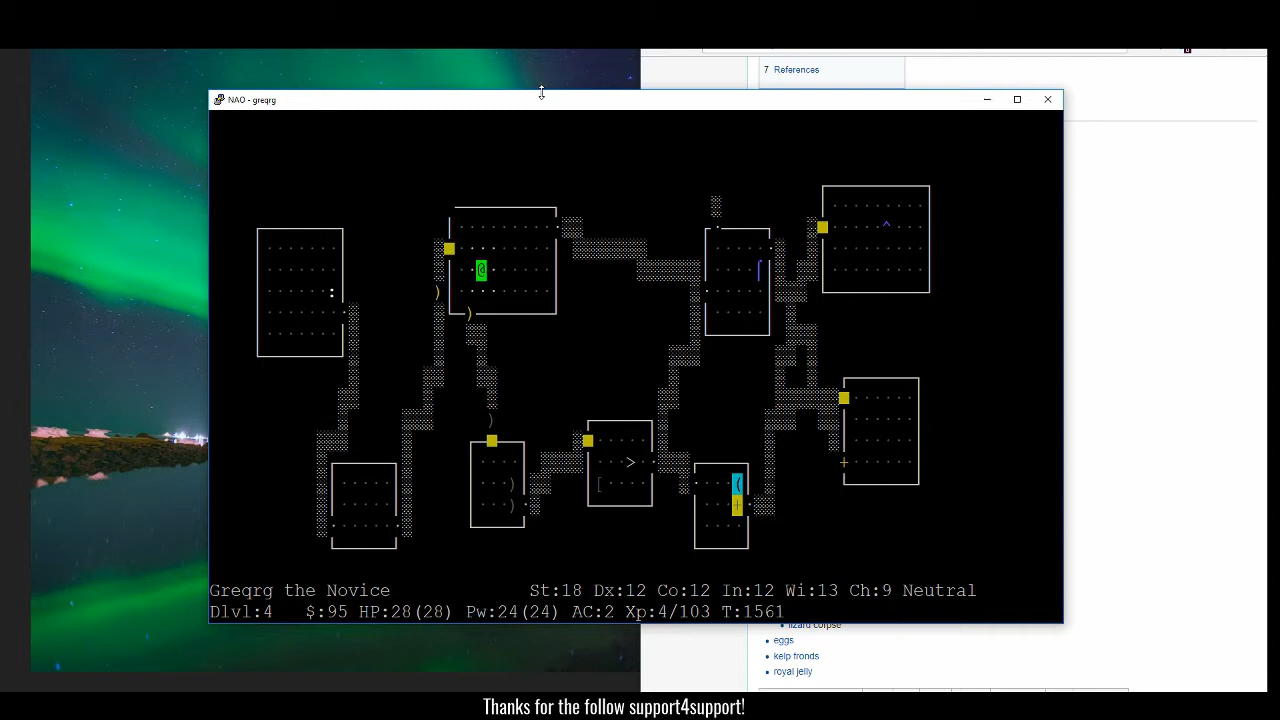 7 References
NAO - greqrg
Greqrg the Novice St:18 Dx:12 Co:12 In:12 Wi:13 Ch:9 Neutral
Dlvl:4 $:95 HP:28(28) Pw:24(24) AC:2 Xp:4/103 T:1561
lizard corpse
eggs
kelp fronds
royal jelly
Thanks for the follow support4support!